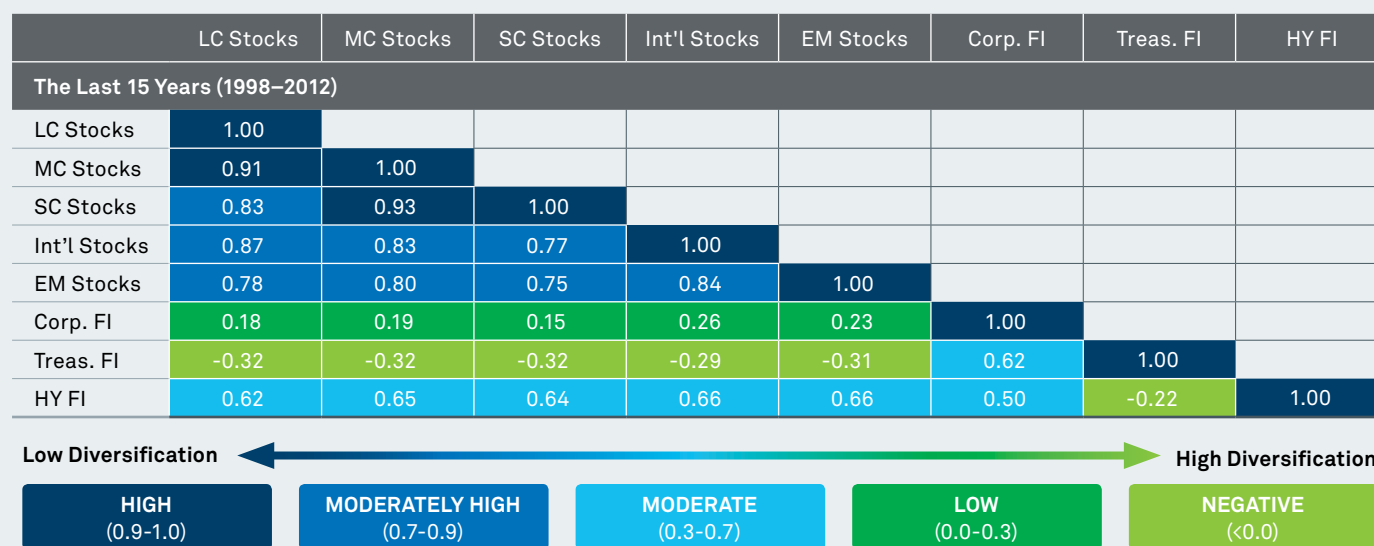 LC Stocks MC Stocks SC Stocks Int'l Stocks EM Stocks Corp. FI Treas. FI HY FI
The Last 15 Years (1998–2012)
LC Stocks 1.00
MC Stocks 0.91 1.00
SC Stocks 0.83 0.93 1.00
Int’l Stocks 0.87 0.83 0.77 1.00
EM Stocks 0.78 0.80 0.75 0.84 1.00
Corp. FI 0.18 0.19 0.15 0.26 0.23 1.00
Treas. FI -0.32 -0.32 -0.32 -0.29 -0.31 0.62 1.00
HY FI 0.62 0.65 0.64 0.66 0.66 0.50 -0.22 1.00
Low Diversification High Diversification
HIGH MODERATELY HIGH MODERATE LOW NEGATIVE
(0.9-1.0) (0.7-0.9) (0.3-0.7) (0.0-0.3) (<0.0)